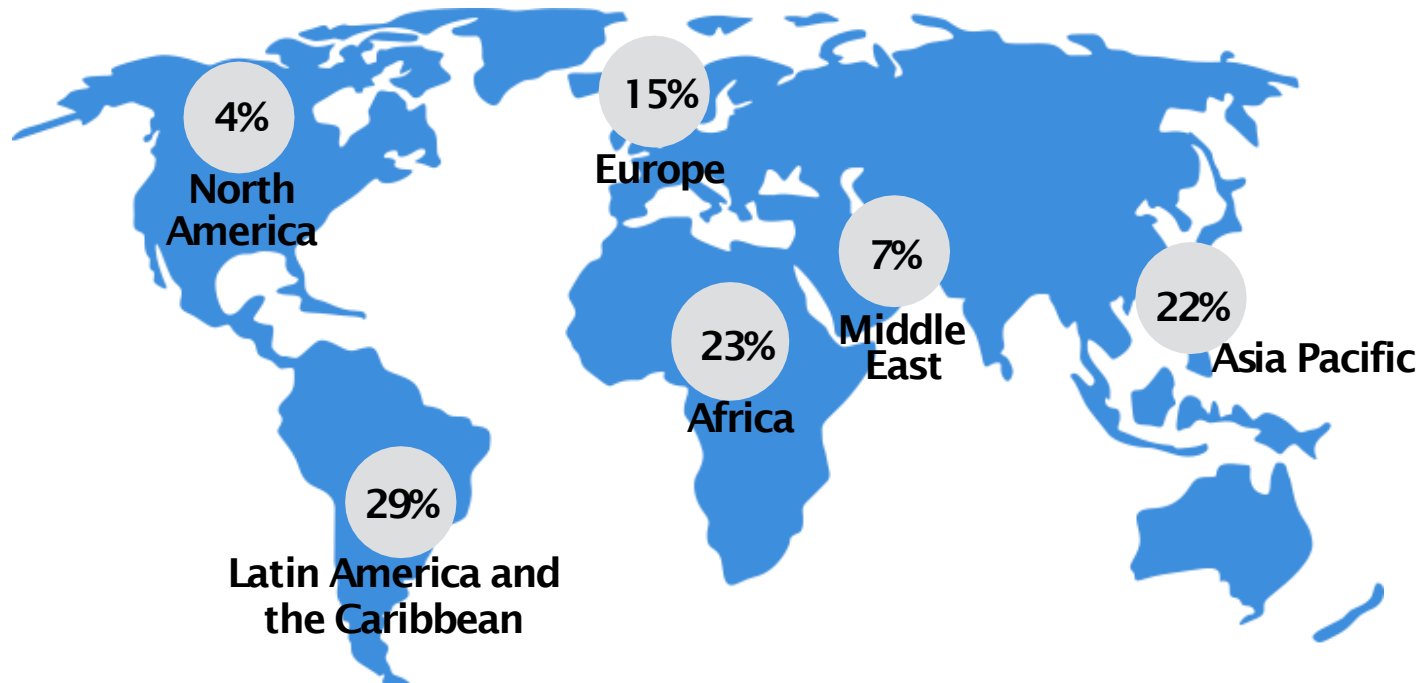 4%
North
America
15%
Europe
7%
Middle
East
22%
Asia Pacific
23%
Africa
29%
Latin America and
the Caribbean